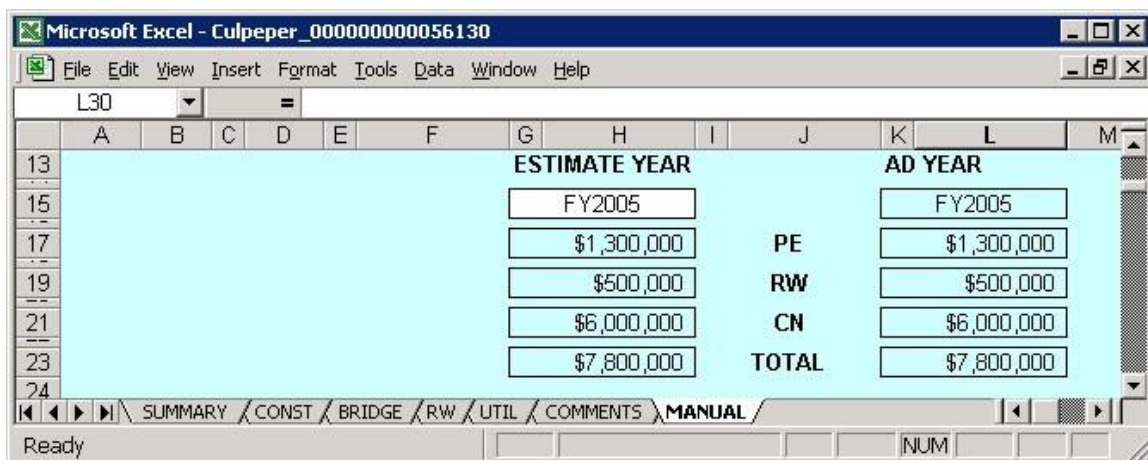 Microsoft Excel - Culpeper_000000000056130
File Edit View Insert Format Tools Data Window Help
L30 =
A B C D E F G H I J K L M
13 ESTIMATE YEAR AD YEAR
15 FY2005 FY2005
17 $1,300,000 PE $1,300,000
19 $500,000 RW $500,000
21 $6,000,000 CN $6,000,000
23 $7,800,000 TOTAL $7,800,000
24
SUMMARY CONST BRIDGE RW UTIL COMMENTS MANUAL
Ready NUM